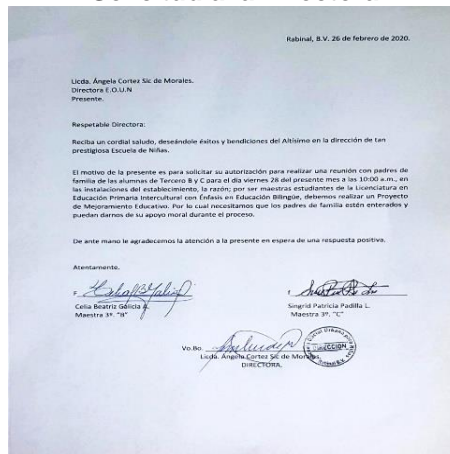 Rabinal, B.V. 26 de febrero de 2020.
Licda. Ángela Cortez Sic de Morales.
Directora E.O.U.N
Presente.
Respetable Directora:
Reciba un cordial saludo, deseándole éxitos y bendiciones del Altísimo en la dirección de tan
prestigiosa Escuela de Niñas.
El motivo de la presente es para solicitar su autorización para realizar una reunión con padres de
familia de las alumnas de Tercero B y C para el día viernes 28 del presente mes a las 10:00 a.m., en
las instalaciones del establecimiento, la razón; por ser maestras estudiantes de la Licenciatura en
Educación Primaria Intercultural con Énfasis en Educación Bilingüe, debemos realizar un Proyecto
de Mejoramiento Educativo. Por lo cual necesitamos que los padres de familia estén enterados y
puedan darnos de su apoyo moral durante el proceso.
De ante mano le agradecemos la atención a la presente en espera de una respuesta positiva.
Atentamente,
F. F.
Celia Beatriz Galicia Singrid Patricia Padilla L.
Maestra 3º. "B" Maestra 3º. "C"
Vo.Bo.
Licda. Ángela Cortez Sic de Morales.
DIRECTORA.
DIRECCION